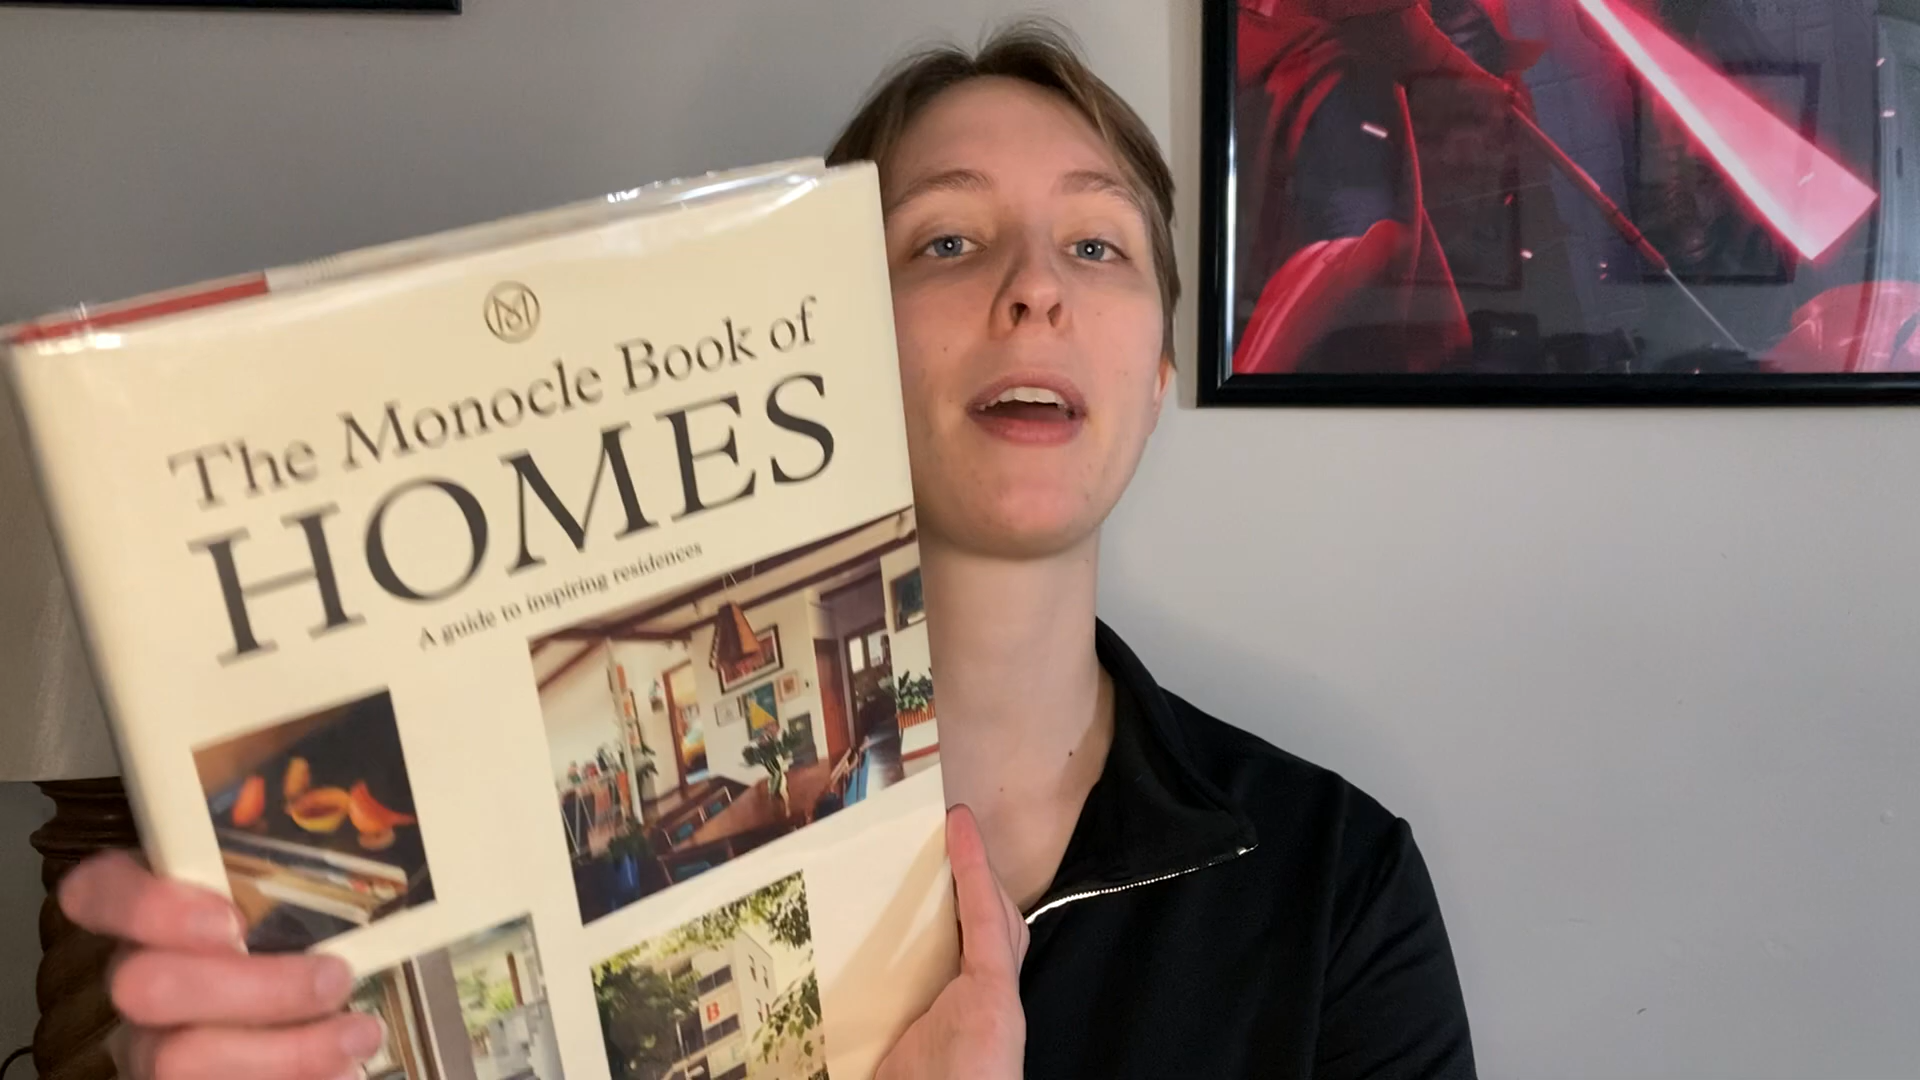 M
The Monocle Book of
HOMES
A guide to inspiring residences
B